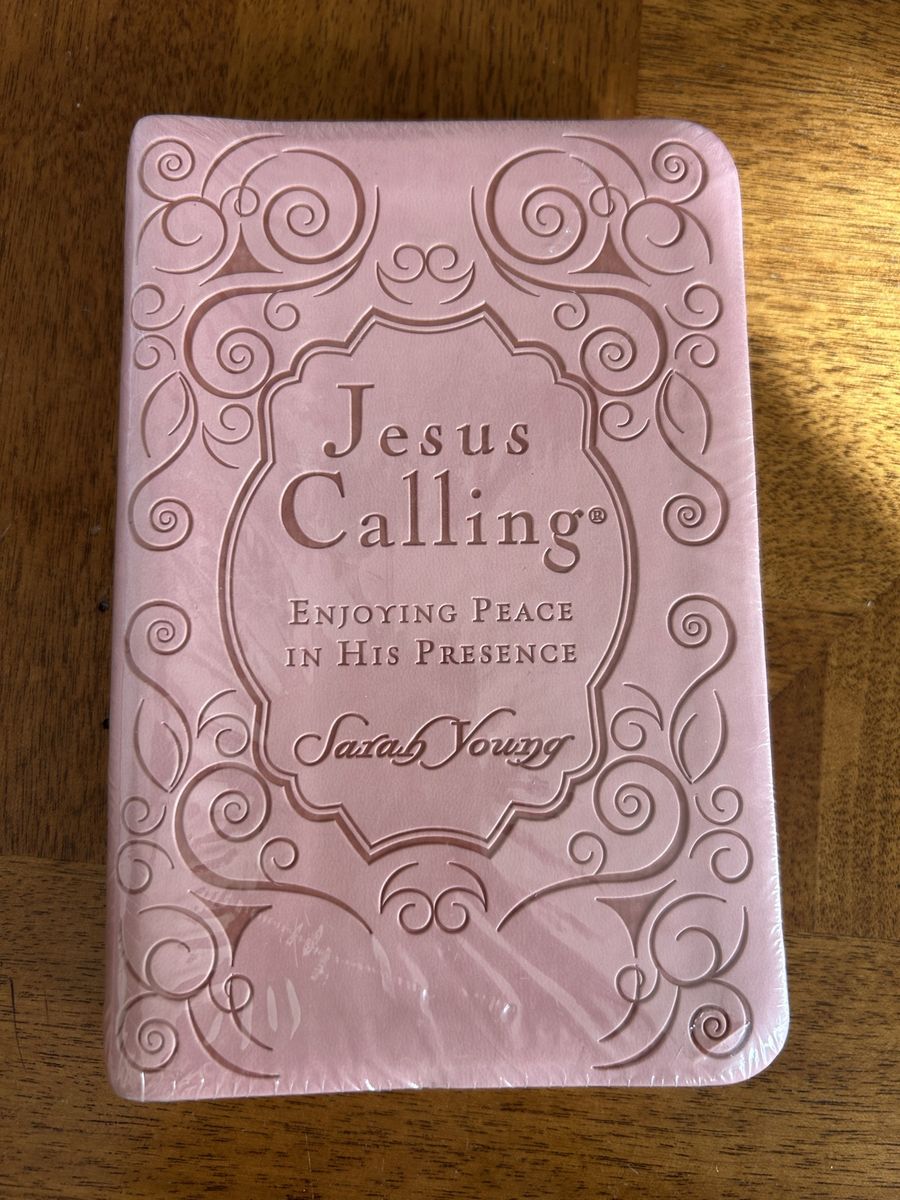 Jesus
Calling®
Enjoying Peace
in His Presence
Sarah Young